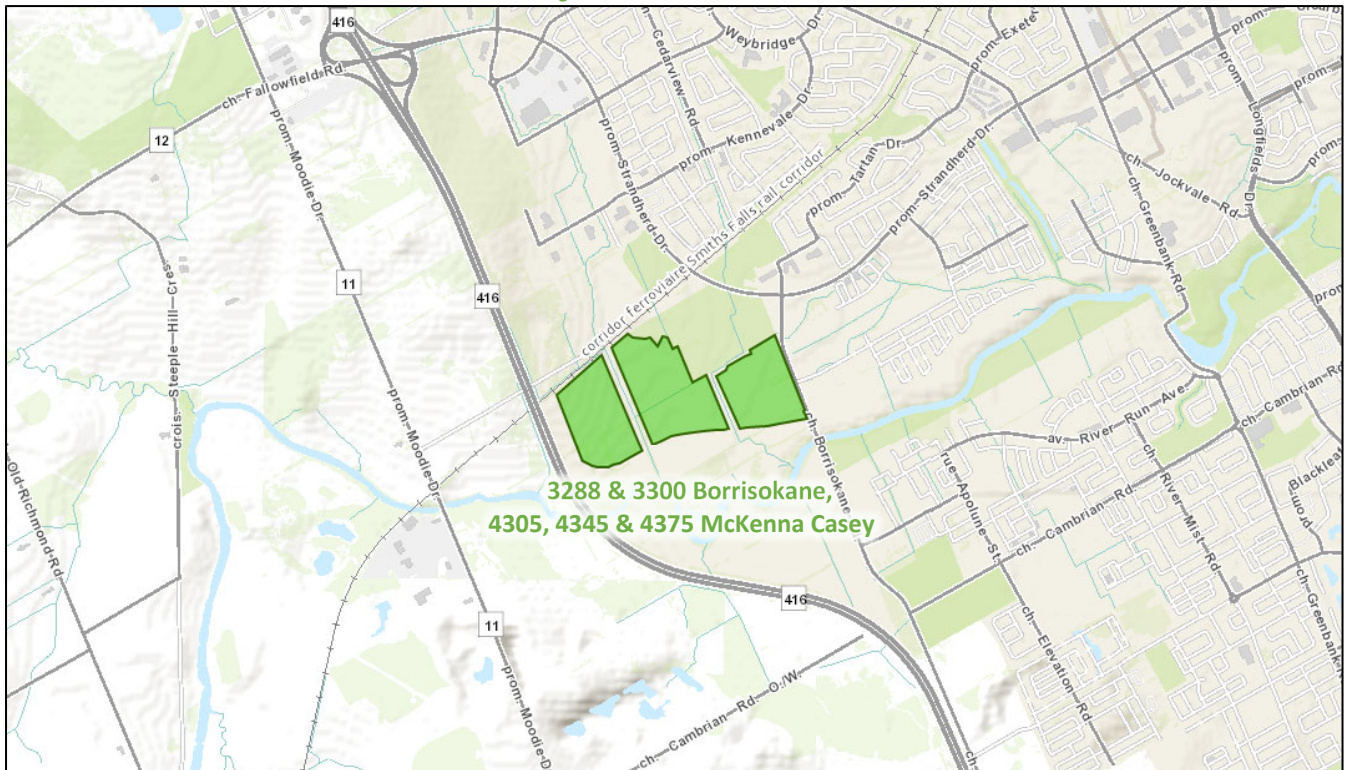 416
ch. Fallowfield Rd
12
prom. Moodie Dr.
Cedarview Rd
Weybridge Dr.
prom. Exeter
prom. Kennevale Dr.
prom. Strandherd Dr.
prom. Tartan Dr
prom. Strandherd Dr.
ch. Greenbank Rd
ch. Jockvale Rd
prom. Longfields Dr.
prom.
prom.
corridor ferroviaire Smiths Falls rail corridor
11
416
crois. Steeple Hill Cres.
prom. Moodie Dr.
Old Richmond Rd
ch. Borrisokane
av. River Run Ave
ch. Cambrian Rd
3288 & 3300 Borrisokane,
4305, 4345 & 4375 McKenna Casey
rue Apolune St.
ch. Cambrian Rd.
ch. River Mist Rd.
Blacklea
prom.
416
11
ch. Elevation Rd
ch. Greenbank
prom. Moodie D
ch. Cambrian Rd. O./W.